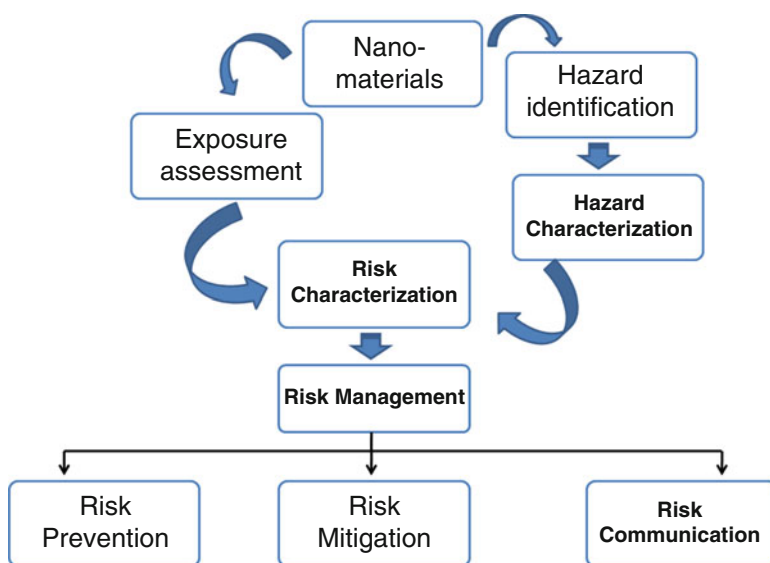 Nano-
materials
Hazard
identification
Exposure
assessment
Hazard
Characterization
Risk
Characterization
Risk Management
Risk
Prevention
Risk
Mitigation
Risk
Communication